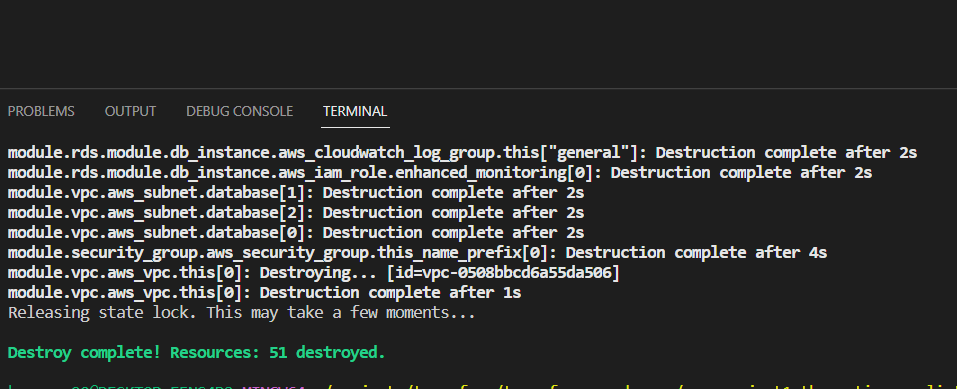 PROBLEMS OUTPUT DEBUG CONSOLE TERMINAL
module.rds.module.db_instance.aws_cloudwatch_log_group.this["general"]: Destruction complete after 2s
module.rds.module.db_instance.aws_iam_role.enhanced_monitoring[0]: Destruction complete after 2s
module.vpc.aws_subnet.database[1]: Destruction complete after 2s
module.vpc.aws_subnet.database[2]: Destruction complete after 2s
module.vpc.aws_subnet.database[0]: Destruction complete after 2s
module.security_group.aws_security_group.this_name_prefix[0]: Destruction complete after 4s
module.vpc.aws_vpc.this[0]: Destroying... [id=vpc-0508bbcd6a55da506]
module.vpc.aws_vpc.this[0]: Destruction complete after 1s
Releasing state lock. This may take a few moments...
Destroy complete! Resources: 51 destroyed.